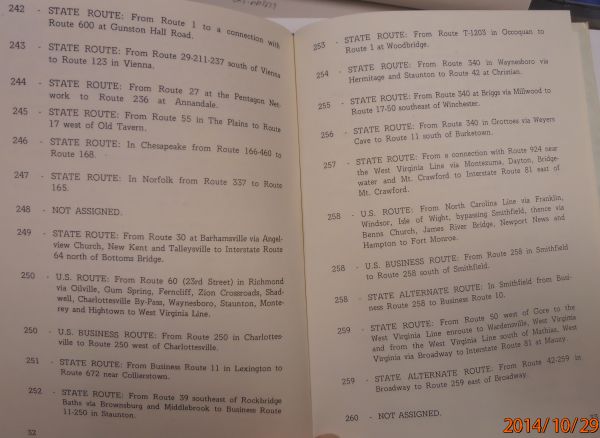 242 - STATE ROUTE: From Route 1 to a connection with
Route 600 at Gunston Hall Road.
243 - STATE ROUTE: From Route 29-211-237 south of Vienna
to Route 123 in Vienna.
244 - STATE ROUTE: From Route 27 at the Pentagon Net-
work to Route 236 at Annandale.
245 - STATE ROUTE: From Route 55 in The Plains to Route
17 west of Old Tavern.
246 - STATE ROUTE: In Chesapeake from Route 166-460 to
Route 168.
247 - STATE ROUTE: In Norfolk from Route 337 to Route
165.
248 - NOT ASSIGNED.
249 - STATE ROUTE: From Route 30 at Barhamsville via Angel-
view Church, New Kent and Talleysville to Interstate Route
64 north of Bottoms Bridge.
250 - U.S. ROUTE: From Route 60 (23rd Street) in Richmond
via Oilville, Gum Spring, Ferncliff, Zion Crossroads, Shad-
well, Charlottesville By-Pass, Waynesboro, Staunton, Monte-
rey and Hightown to West Virginia Line.
250 - U.S. BUSINESS ROUTE: From Route 250 in Charlottes-
ville to Route 250 west of Charlottesville.
251 - STATE ROUTE: From Business Route 11 in Lexington to
Route 672 near Collierstown.
252 - STATE ROUTE: From Route 39 southeast of Rockbridge
Baths via Brownsburg and Middlebrook to Business Route
11-250 in Staunton.
32
253 - STATE ROUTE: From Route T-1203 in Occoquan to
Route 1 at Woodbridge.
254 - STATE ROUTE: From Route 340 in Waynesboro via
Hermitage and Staunton to Route 42 at Christian.
255 - STATE ROUTE: From Route 340 at Briggs via Millwood to
Route 17-50 southeast of Winchester.
256 - STATE ROUTE: From Route 340 in Grottoes via Weyers
Cave to Route 11 south of Burketown.
257 - STATE ROUTE: From a connection with Route 924 near
the West Virginia Line via Montezuma, Dayton, Bridge-
water and Mt. Crawford to Interstate Route 81 east of
Mt. Crawford.
258 - U.S. ROUTE: From North Carolina Line via Franklin,
Windsor, Isle of Wight, bypassing Smithfield, thence via
Benns Church, James River Bridge, Newport News and
Hampton to Fort Monroe.
258 - U.S. BUSINESS ROUTE: From Route 258 in Smithfield
to Route 258 south of Smithfield.
258 - STATE ALTERNATE ROUTE: In Smithfield from Busi-
ness Route 258 to Business Route 10.
259 - STATE ROUTE: From Route 50 west of Gore to the
West Virginia Line enroute to Wardensville, West Virginia
and from the West Virginia Line south of Mathias, West
Virginia via Broadway to Interstate Route 81 at Mauzy.
259 - STATE ALTERNATE ROUTE: From Route 42-259 in
Broadway to Route 259 east of Broadway.
260 - NOT ASSIGNED.
2014/10/29